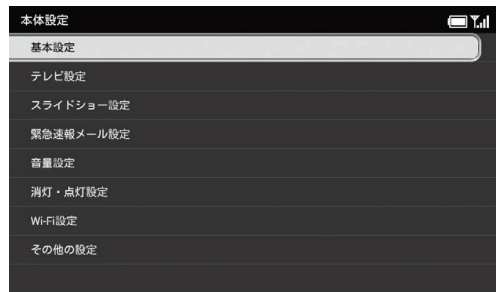 本体設定
基本設定
テレビ設定
スライドショー設定
緊急速報メール設定
音量設定
消灯・点灯設定
Wi-Fi設定
その他の設定